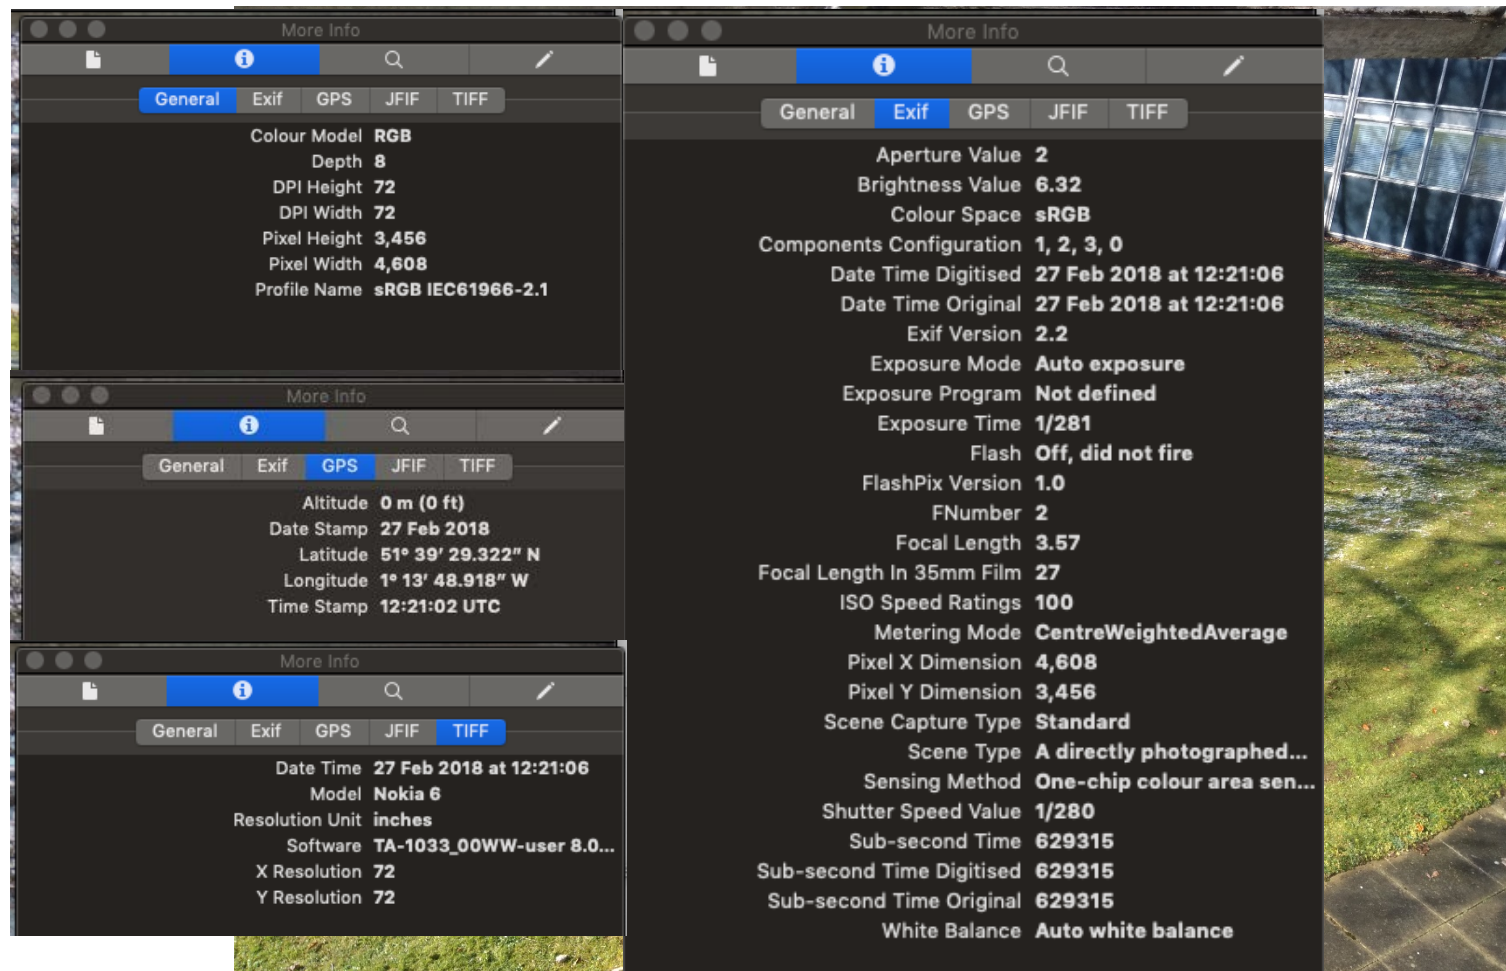 More Info
General Exif GPS JFIF TIFF
Colour Model RGB
Depth 8
DPI Height 72
DPI Width 72
Pixel Height 3,456
Pixel Width 4,608
Profile Name sRGB IEC61966-2.1
More Info
General Exif GPS JFIF TIFF
Altitude 0 m (0 ft)
Date Stamp 27 Feb 2018
Latitude 51° 39′ 29.322″ N
Longitude 1° 13′ 48.918″ W
Time Stamp 12:21:02 UTC
More Info
General Exif GPS JFIF TIFF
Date Time 27 Feb 2018 at 12:21:06
Model Nokia 6
Resolution Unit inches
Software TA-1033_00WW-user 8.0...
X Resolution 72
Y Resolution 72
More Info
General Exif GPS JFIF TIFF
Aperture Value 2
Brightness Value 6.32
Colour Space sRGB
Components Configuration 1, 2, 3, 0
Date Time Digitised 27 Feb 2018 at 12:21:06
Date Time Original 27 Feb 2018 at 12:21:06
Exif Version 2.2
Exposure Mode Auto exposure
Exposure Program Not defined
Exposure Time 1/281
Flash Off, did not fire
FlashPix Version 1.0
FNumber 2
Focal Length 3.57
Focal Length In 35mm Film 27
ISO Speed Ratings 100
Metering Mode CentreWeightedAverage
Pixel X Dimension 4,608
Pixel Y Dimension 3,456
Scene Capture Type Standard
Scene Type A directly photographed...
Sensing Method One-chip colour area sen...
Shutter Speed Value 1/280
Sub-second Time 629315
Sub-second Time Digitised 629315
Sub-second Time Original 629315
White Balance Auto white balance